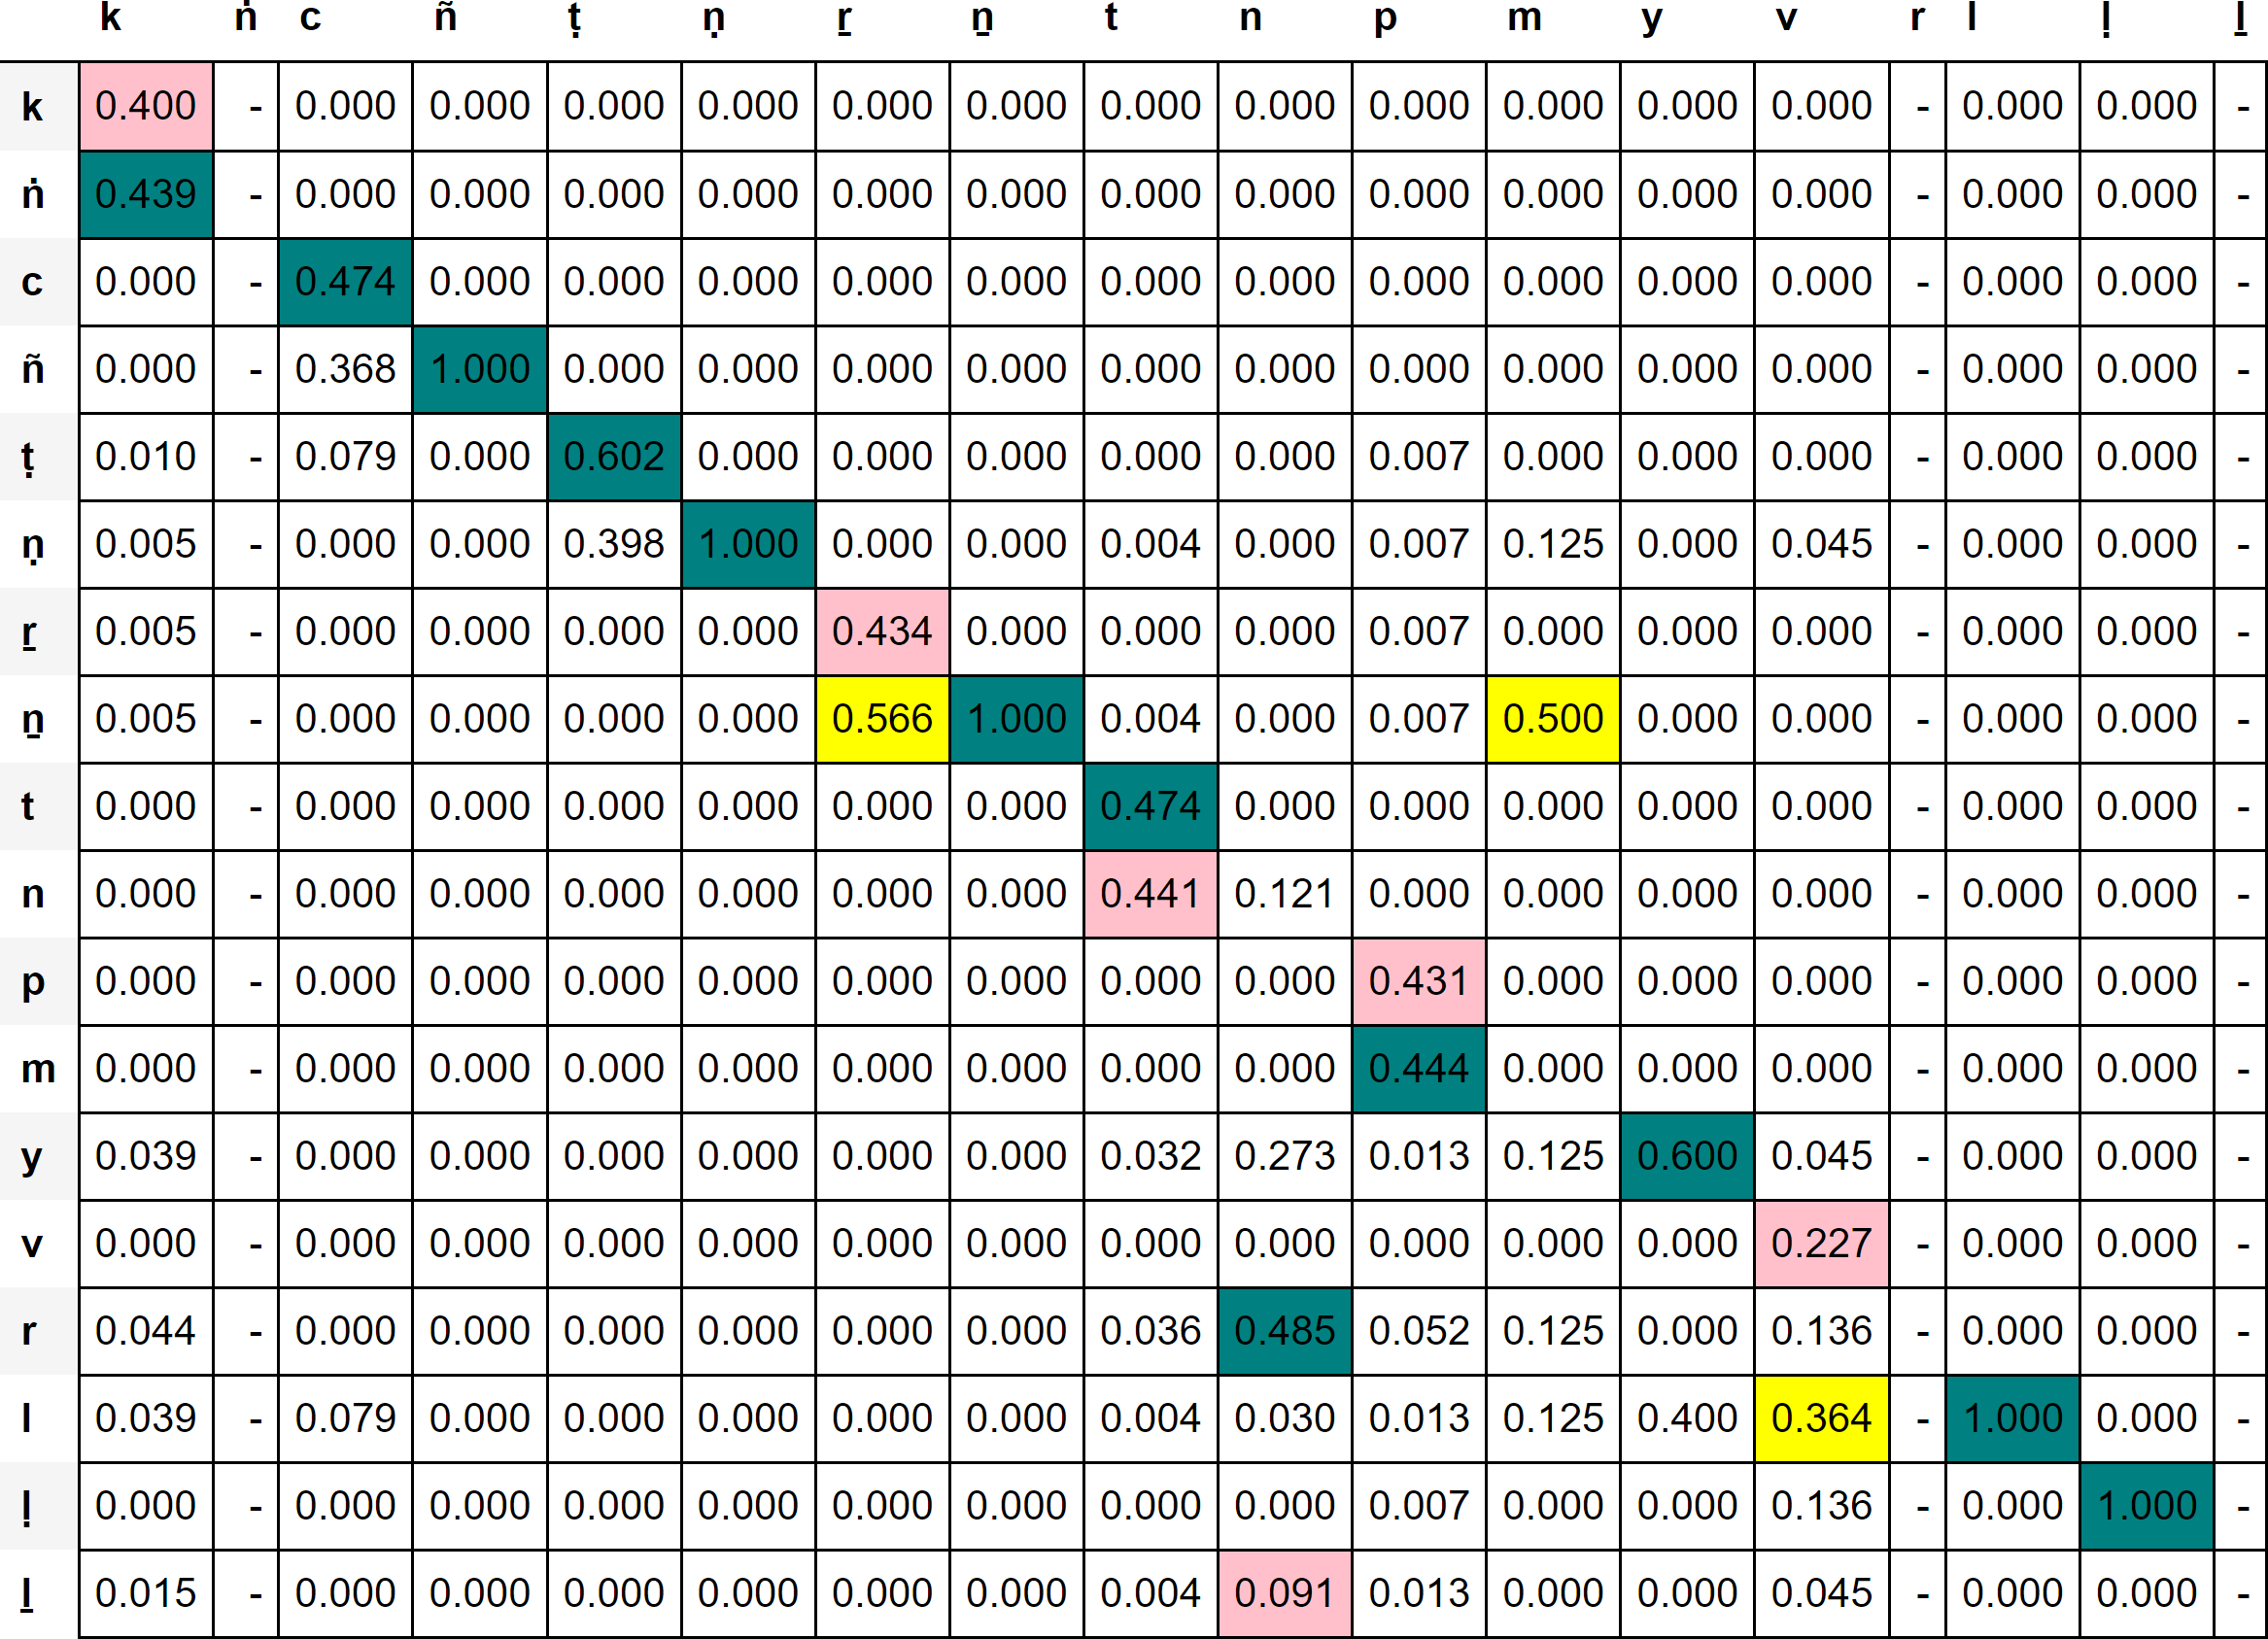 k ṅ c ñ ṭ ṇ ṟ ṉ t n p m y v r l ḷ ḻ
k 0.400 - 0.000 0.000 0.000 0.000 0.000 0.000 0.000 0.000 0.000 0.000 0.000 0.000 - 0.000 0.000 -
ṅ 0.439 - 0.000 0.000 0.000 0.000 0.000 0.000 0.000 0.000 0.000 0.000 0.000 0.000 - 0.000 0.000 -
c 0.000 - 0.474 0.000 0.000 0.000 0.000 0.000 0.000 0.000 0.000 0.000 0.000 0.000 - 0.000 0.000 -
ñ 0.000 - 0.368 1.000 0.000 0.000 0.000 0.000 0.000 0.000 0.000 0.000 0.000 0.000 - 0.000 0.000 -
ṭ 0.010 - 0.079 0.000 0.602 0.000 0.000 0.000 0.000 0.000 0.007 0.000 0.000 0.000 - 0.000 0.000 -
ṇ 0.005 - 0.000 0.000 0.398 1.000 0.000 0.000 0.004 0.000 0.007 0.125 0.000 0.045 - 0.000 0.000 -
ṟ 0.005 - 0.000 0.000 0.000 0.000 0.434 0.000 0.000 0.000 0.007 0.000 0.000 0.000 - 0.000 0.000 -
ṉ 0.005 - 0.000 0.000 0.000 0.000 0.566 1.000 0.004 0.000 0.007 0.500 0.000 0.000 - 0.000 0.000 -
t 0.000 - 0.000 0.000 0.000 0.000 0.000 0.000 0.474 0.000 0.000 0.000 0.000 0.000 - 0.000 0.000 -
n 0.000 - 0.000 0.000 0.000 0.000 0.000 0.000 0.441 0.121 0.000 0.000 0.000 0.000 - 0.000 0.000 -
p 0.000 - 0.000 0.000 0.000 0.000 0.000 0.000 0.000 0.000 0.431 0.000 0.000 0.000 - 0.000 0.000 -
m 0.000 - 0.000 0.000 0.000 0.000 0.000 0.000 0.000 0.000 0.444 0.000 0.000 0.000 - 0.000 0.000 -
y 0.039 - 0.000 0.000 0.000 0.000 0.000 0.000 0.032 0.273 0.013 0.125 0.600 0.045 - 0.000 0.000 -
v 0.000 - 0.000 0.000 0.000 0.000 0.000 0.000 0.000 0.000 0.000 0.000 0.000 0.227 - 0.000 0.000 -
r 0.044 - 0.000 0.000 0.000 0.000 0.000 0.000 0.036 0.485 0.052 0.125 0.000 0.136 - 0.000 0.000 -
l 0.039 - 0.079 0.000 0.000 0.000 0.000 0.000 0.004 0.030 0.013 0.125 0.400 0.364 - 1.000 0.000 -
ḷ 0.000 - 0.000 0.000 0.000 0.000 0.000 0.000 0.000 0.000 0.007 0.000 0.000 0.136 - 0.000 1.000 -
ḻ 0.015 - 0.000 0.000 0.000 0.000 0.000 0.000 0.004 0.091 0.013 0.000 0.000 0.045 - 0.000 0.000 -